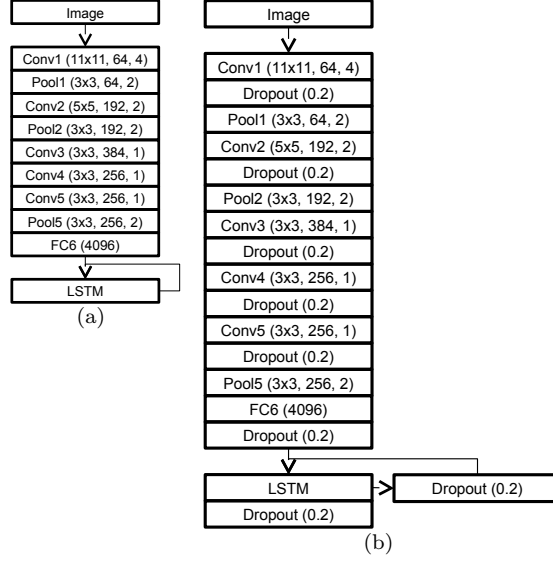 Image
Conv1 (11x11, 64, 4)
Pool1 (3x3, 64, 2)
Conv2 (5x5, 192, 2)
Pool2 (3x3, 192, 2)
Conv3 (3x3, 384, 1)
Conv4 (3x3, 256, 1)
Conv5 (3x3, 256, 1)
Pool5 (3x3, 256, 2)
FC6 (4096)
LSTM
(a)
Image
Conv1 (11x11, 64, 4)
Dropout (0.2)
Pool1 (3x3, 64, 2)
Conv2 (5x5, 192, 2)
Dropout (0.2)
Pool2 (3x3, 192, 2)
Conv3 (3x3, 384, 1)
Dropout (0.2)
Conv4 (3x3, 256, 1)
Dropout (0.2)
Conv5 (3x3, 256, 1)
Dropout (0.2)
Pool5 (3x3, 256, 2)
FC6 (4096)
Dropout (0.2)
LSTM
Dropout (0.2)
Dropout (0.2)
(b)